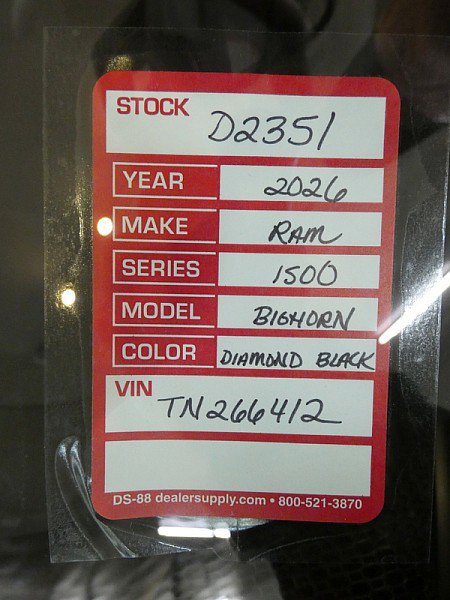 STOCK D2351
YEAR 2026
MAKE RAM
SERIES 1500
MODEL BIGHORN
COLOR DIAMOND BLACK
VIN TN266412
DS-88 dealersupply.com • 800-521-3870